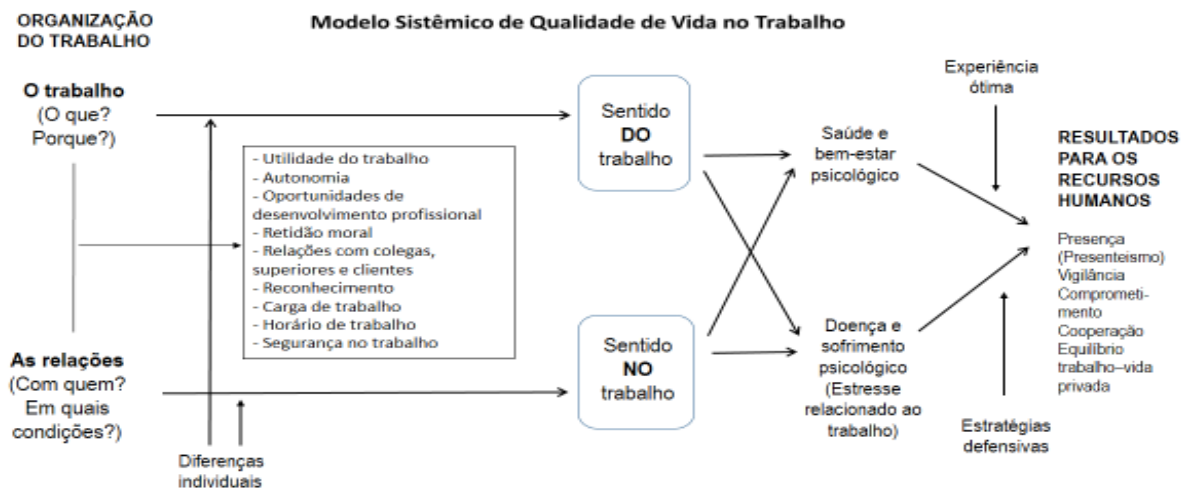 ORGANIZAÇÃO
DO TRABALHO
Modelo Sistêmico de Qualidade de Vida no Trabalho
O trabalho
(O que?
Porque?)
- Utilidade do trabalho
- Autonomia
- Oportunidades de
desenvolvimento profissional
- Retidão moral
- Relações com colegas,
superiores e clientes
- Reconhecimento
- Carga de trabalho
- Horário de trabalho
- Segurança no trabalho
As relações
(Com quem?
Em quais
condições?)
Diferenças
individuais
Sentido
DO
trabalho
Sentido
NO
trabalho
Saúde e
bem-estar
psicológico
Doença e
sofrimento
psicológico
(Estresse
relacionado ao
trabalho)
Experiência
ótima
Estratégias
defensivas
RESULTADOS
PARA OS
RECURSOS
HUMANOS
Presença
(Presenteismo)
Vigilância
Comprometi-
mento
Cooperação
Equilíbrio
trabalho–vida
privada